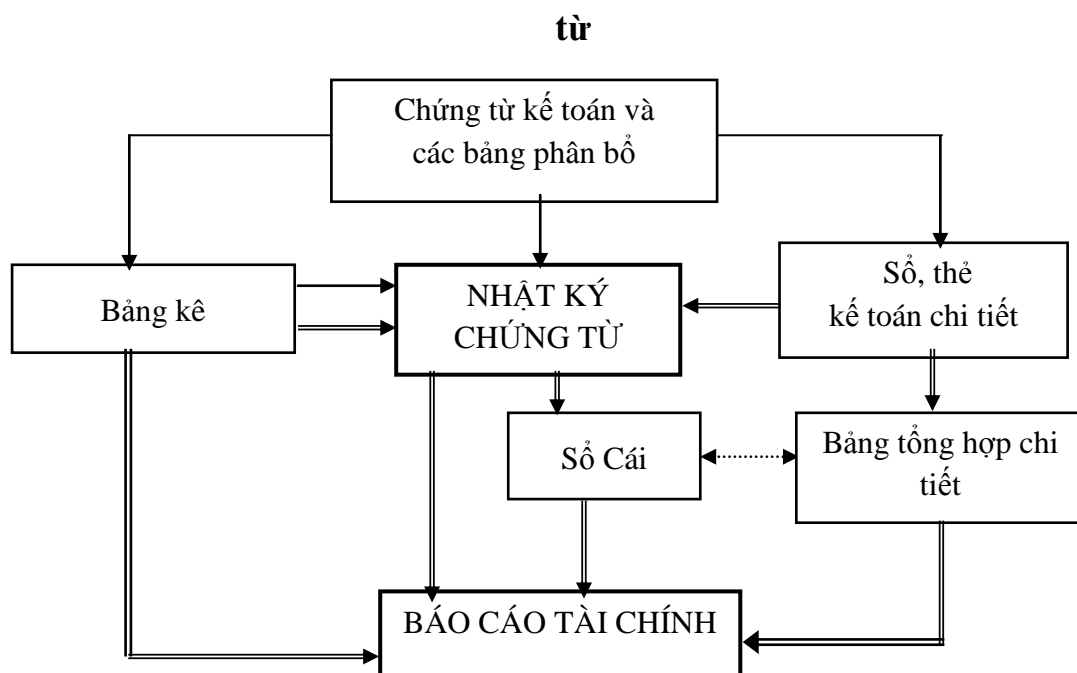 từ
Chứng từ kế toán và
các bảng phân bổ
Bảng kê
NHẬT KÝ
CHỨNG TỪ
Sổ, thẻ
kế toán chi tiết
Sổ Cái
Bảng tổng hợp chi
tiết
BÁO CÁO TÀI CHÍNH